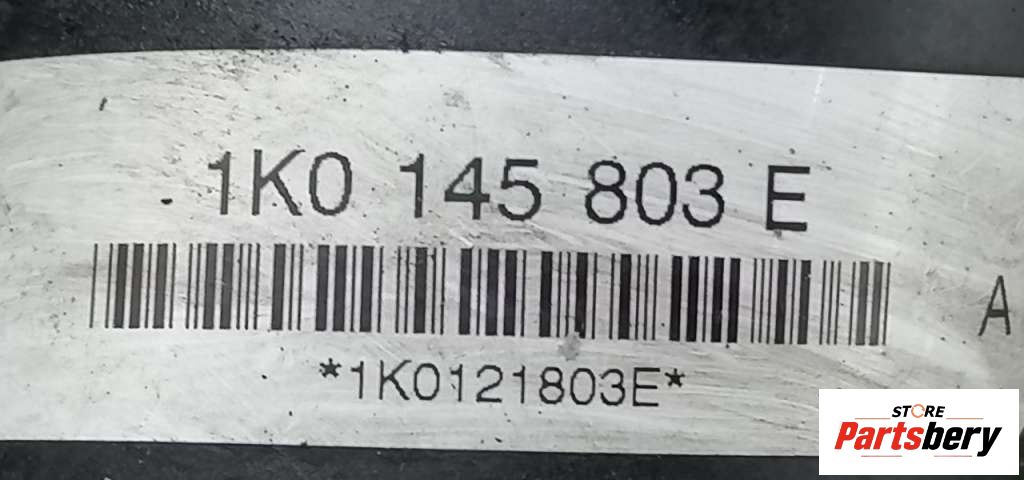 1K0 145 803 E
A
*1K0121803E*
STORE
Partsbery